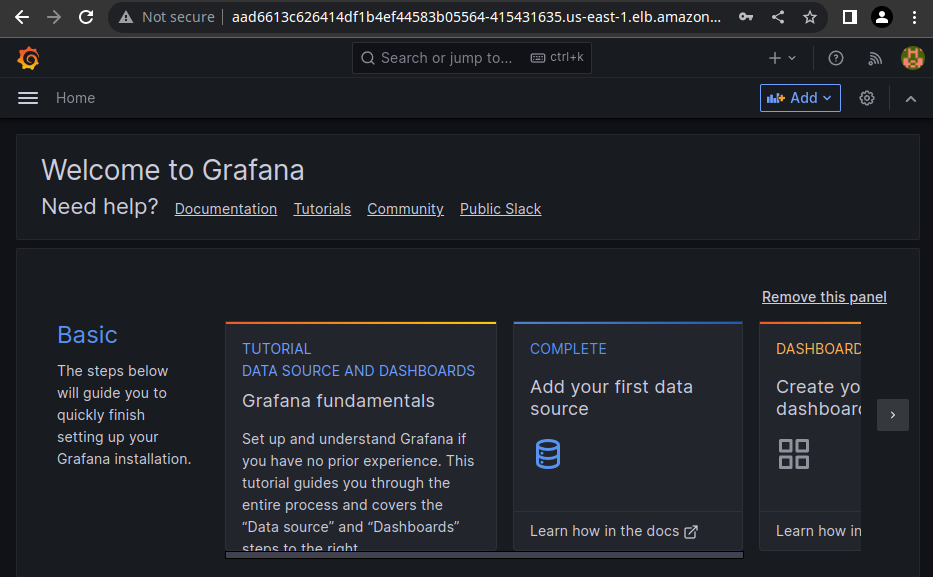 Not secure
aad6613c626414df1b4ef44583b05564-415431635.us-east-1.elb.amazon...
Search or jump to...
ctrl+k
Home
Add
Welcome to Grafana
Need help? Documentation Tutorials Community Public Slack
Remove this panel
Basic
The steps below
will guide you to
quickly finish
setting up your
Grafana installation.
TUTORIAL
DATA SOURCE AND DASHBOARDS
Grafana fundamentals
Set up and understand Grafana if
you have no prior experience. This
tutorial guides you through the
entire process and covers the
“Data source” and “Dashboards”
steps to the right.
COMPLETE
Add your first data
source
Learn how in the docs
DASHBOARD
Create yo
dashboard
Learn how in